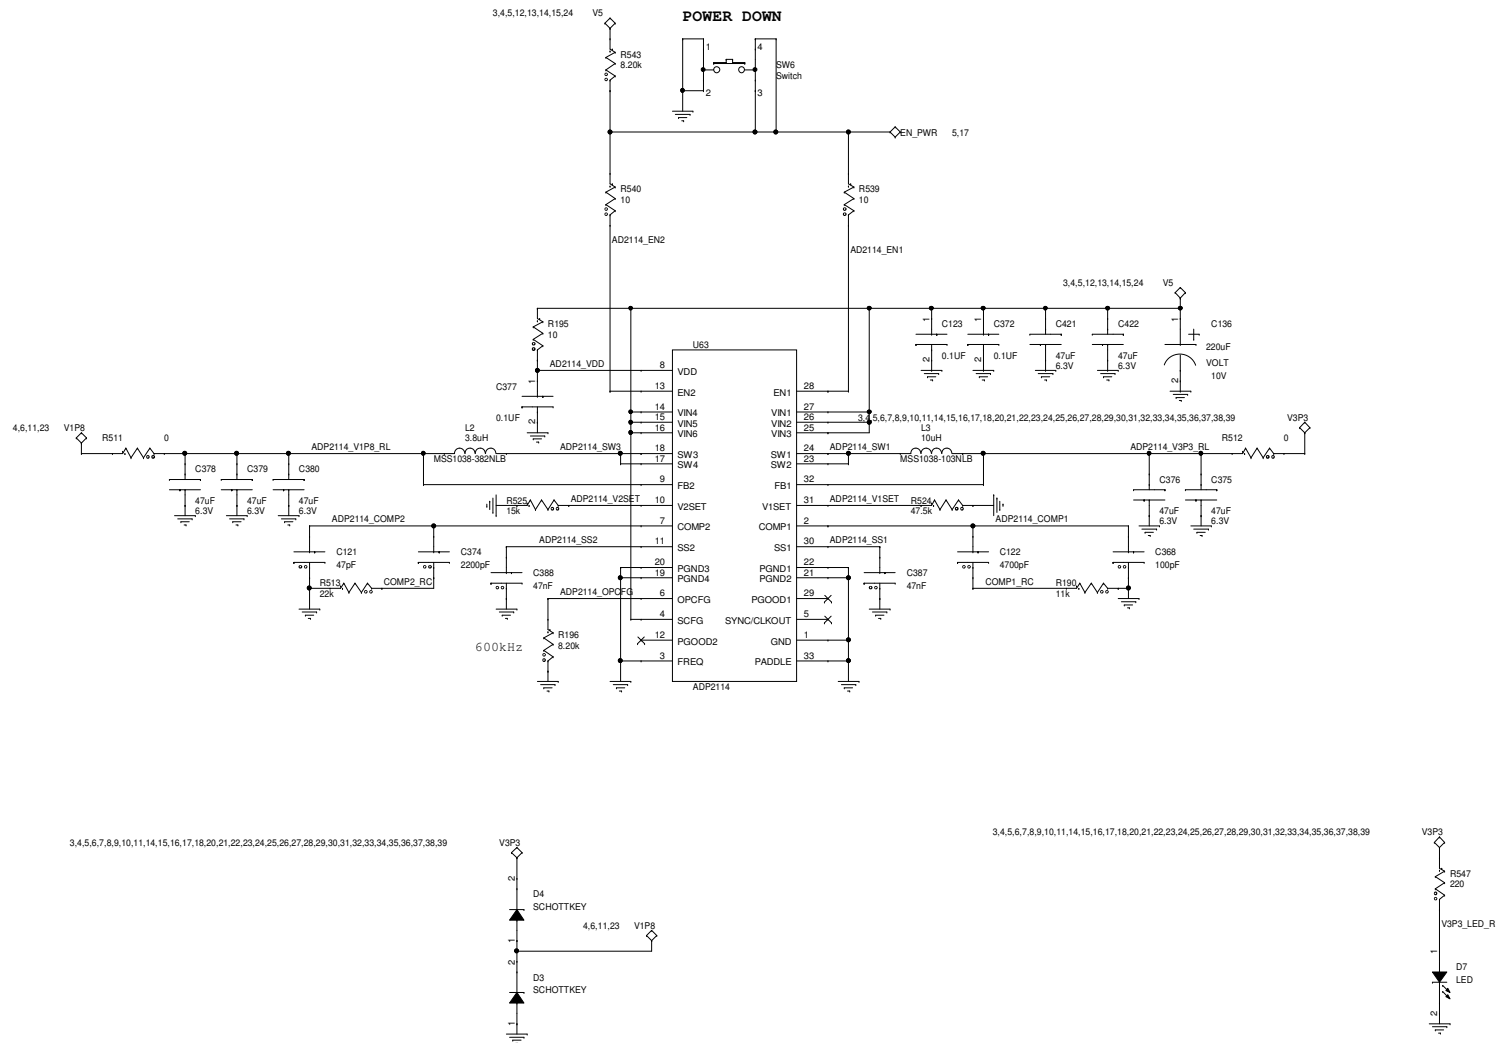 POWER DOWN
3,4,5,12,13,14,15,24 V5
R543
8.20k
1
4
SW6
Switch
2
3
EN_PWR 5,17
R540
10
R539
10
AD2114_EN2
AD2114_EN1
3,4,5,12,13,14,15,24 V5
R195
10
1
C123
2
0.1UF
1
C372
2
0.1UF
C421
47uF
6.3V
C422
47uF
6.3V
1
C136
220uF
VOLT
10V
2
U63
AD2114_VDD
8
VDD
C377
1
0.1UF
2
13
EN2
EN1
28
14
VIN4
VIN1
27
15
VIN5
VIN2
26
16
VIN6
VIN3
25
3,4,5,6,7,8,9,10,11,14,15,16,17,18,20,21,22,23,24,25,26,27,28,29,30,31,32,33,34,35,36,37,38,39
V3P3
4,6,11,23 V1P8
R511
0
ADP2114_V1P8_RL
L2
3.8uH
MSS1038-382NLB
ADP2114_SW3
18
SW3
17
SW4
SW1
24
SW2
23
ADP2114_SW1
L3
10uH
MSS1038-103NLB
ADP2114_V3P3_RL
R512
0
C378
47uF
6.3V
C379
47uF
6.3V
C380
47uF
6.3V
9
FB2
FB1
32
C376
47uF
6.3V
C375
47uF
6.3V
R525
15k
ADP2114_V2SET
10
V2SET
V1SET
31
ADP2114_V1SET
R524
47.5k
ADP2114_COMP2
7
COMP2
COMP1
2
ADP2114_COMP1
C121
47pF
C374
2200pF
ADP2114_SS2
11
SS2
SS1
30
ADP2114_SS1
C122
4700pF
C368
100pF
R513
22k
COMP2_RC
C388
47nF
20
PGND3
19
PGND4
PGND1
22
PGND2
21
C387
47nF
COMP1_RC
R190
11k
ADP2114_OPCFG
6
OPCFG
PGOOD1
29
4
SCFG
SYNC/CLKOUT
5
600kHz
R196
8.20k
12
PGOOD2
GND
1
3
FREQ
PADDLE
33
ADP2114
3,4,5,6,7,8,9,10,11,14,15,16,17,18,20,21,22,23,24,25,26,27,28,29,30,31,32,33,34,35,36,37,38,39
V3P3
2
D4
SCHOTTKEY
1
4,6,11,23 V1P8
2
D3
SCHOTTKEY
1
3,4,5,6,7,8,9,10,11,14,15,16,17,18,20,21,22,23,24,25,26,27,28,29,30,31,32,33,34,35,36,37,38,39
V3P3
R547
220
V3P3_LED_R
1
D7
LED
2